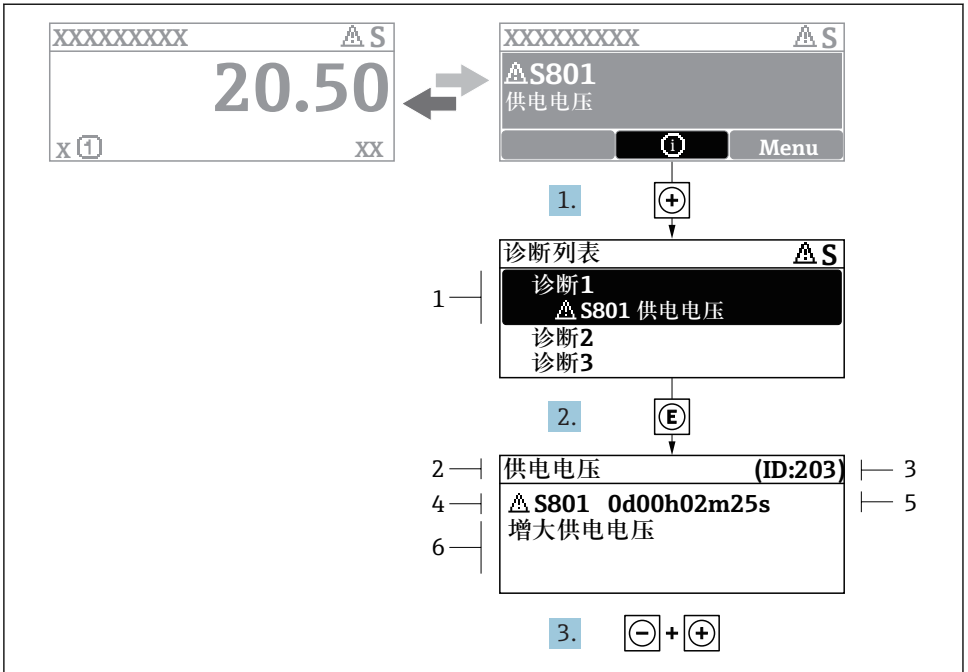 XXXXXXXXX ⚠S
20.50
x ① XX
XXXXXXXXX ⚠S
⚠S801
供电电压
ⓘ Menu
1. +
诊断列表 ⚠S
1
诊断1
⚠S801 供电电压
诊断2
诊断3
2. E
2 供电电压 (ID:203) 3
4 ⚠S801 0d00h02m25s 5
6 增大供电电压
3. − + +